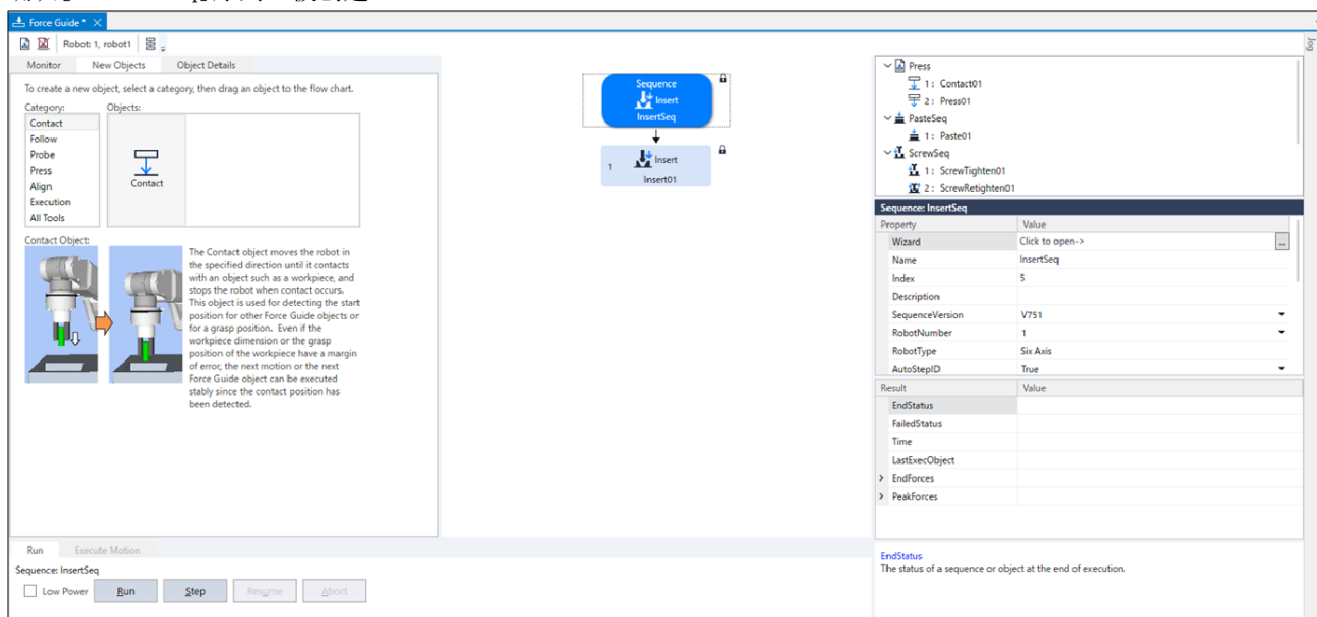 Force Guide *
Robot: 1, robot1
Jog
Monitor New Objects Object Details
To create a new object, select a category, then drag an object to the flow chart.
Category: Objects:
Contact
Follow
Probe
Press
Align
Execution
All Tools
Contact
Contact Object:
The Contact object moves the robot in
the specified direction until it contacts
with an object such as a workpiece, and
stops the robot when contact occurs.
This object is used for detecting the start
position for other Force Guide objects or
for a grasp position. Even if the
workpiece dimension or the grasp
position of the workpiece have a margin
of error, the next motion or the next
Force Guide object can be executed
stably since the contact position has
been detected.
Sequence
Insert
InsertSeq
1 Insert
Insert01
Press
1 : Contact01
2 : Press01
PasteSeq
1 : Paste01
ScrewSeq
1 : ScrewTighten01
2 : ScrewRetighten01
Sequence: InsertSeq
Property Value
Wizard Click to open-> ...
Name InsertSeq
Index 5
Description
SequenceVersion V751
RobotNumber 1
RobotType Six Axis
AutoStepID True
Result Value
EndStatus
FailedStatus
Time
LastExecObject
EndForces
PeakForces
Run Execute Motion
Sequence: InsertSeq
Low Power Run Step Resume Abort
EndStatus
The status of a sequence or object at the end of execution.